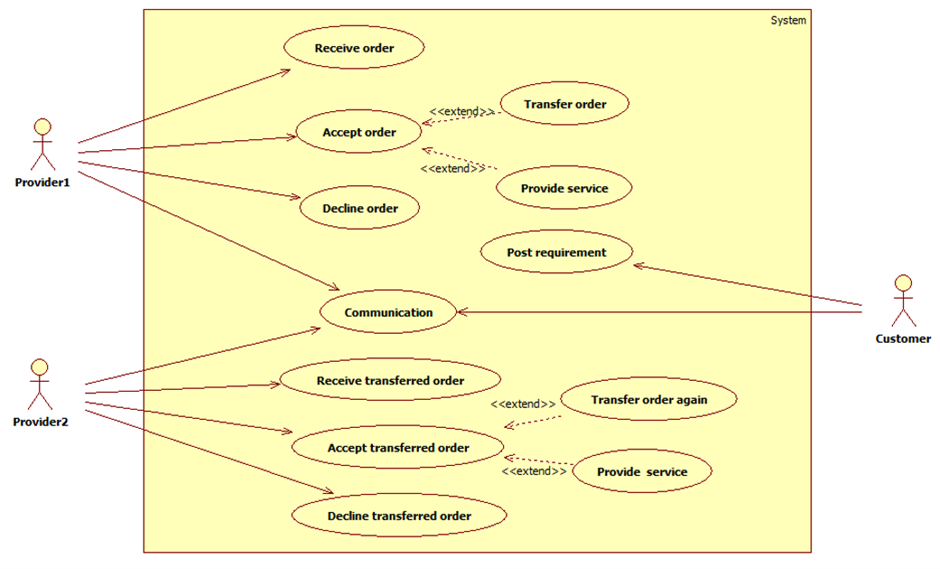 System
Receive order
<<extend>>
Transfer order
Accept order
Provider1
<<extend>>
Provide service
Decline order
Post requirement
Communication
Customer
Receive transferred order
Provider2
<<extend>>
Transfer order again
Accept transferred order
<<extend>>
Provide service
Decline transferred order